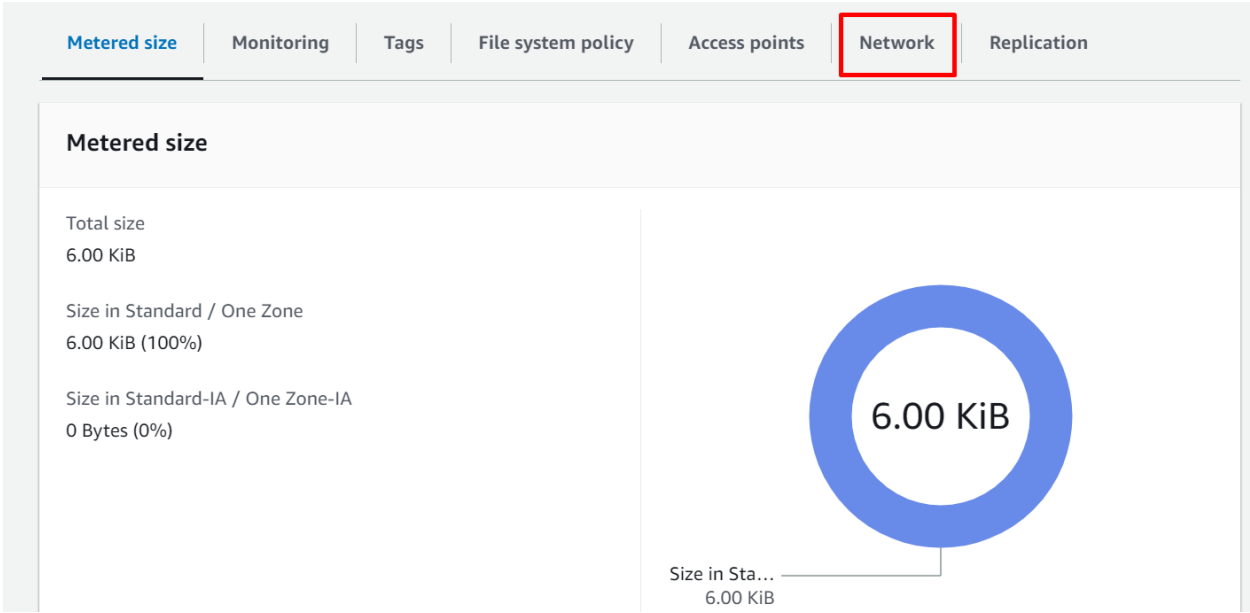 Metered size Monitoring Tags File system policy Access points Network Replication
Metered size
Total size
6.00 KiB
Size in Standard / One Zone
6.00 KiB (100%)
Size in Standard-IA / One Zone-IA
0 Bytes (0%)
6.00 KiB
Size in Sta...
6.00 KiB